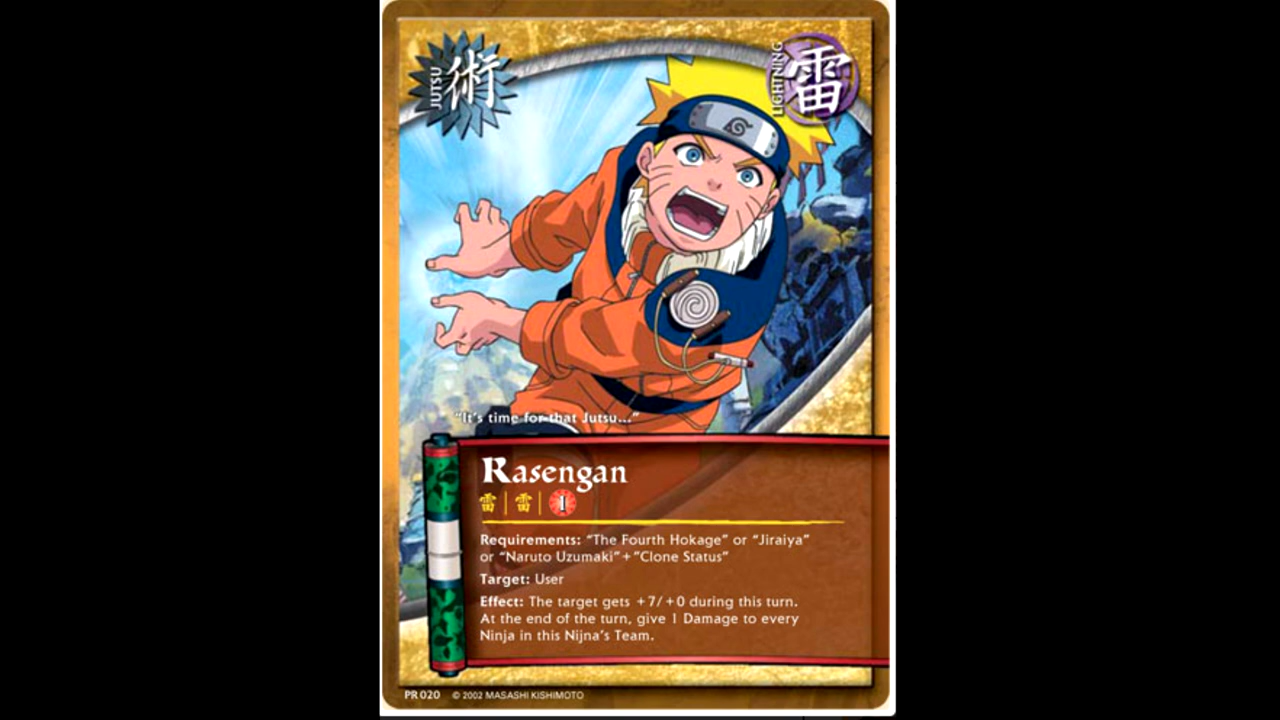 JUTSU 術
LIGHTNING 雷
"It's time for that Jutsu..."
Rasengan
雷 | 雷 | 1
Requirements: "The Fourth Hokage" or "Jiraiya"
or "Naruto Uzumaki"+"Clone Status"
Target: User
Effect: The target gets +7/+0 during this turn.
At the end of the turn, give 1 Damage to every
Ninja in this Nijna's Team.
PR 020 © 2002 MASASHI KISHIMOTO